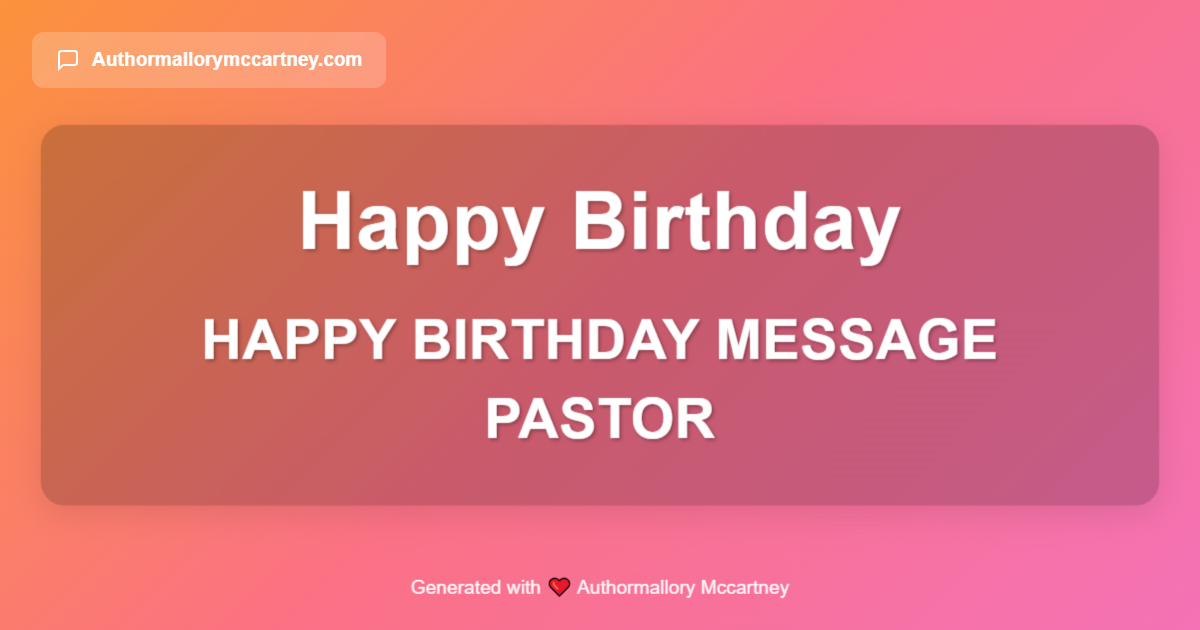 Authormallorymccartney.com
Happy Birthday
HAPPY BIRTHDAY MESSAGE
PASTOR
Generated with ❤️ Authormallory Mccartney